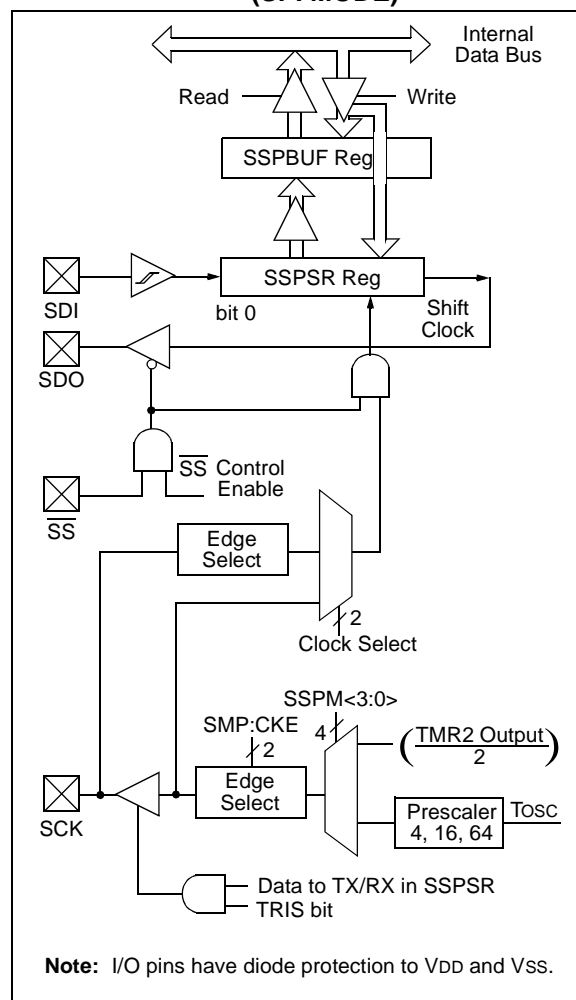 (SPI MODE)
Internal
Data Bus
Read
Write
SSPBUF Reg
SSPSR Reg
SDI
bit 0
Shift
Clock
SDO
SS Control
Enable
SS
Edge
Select
2
Clock Select
SSPM<3:0>
SMP:CKE
4
2
(TMR2 Output
2)
Edge
Select
Prescaler
4, 16, 64
TOSC
SCK
Data to TX/RX in SSPSR
TRIS bit
Note: I/O pins have diode protection to VDD and VSS.